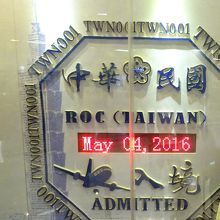 TWN001TWN001
中華民國
ROC (TAIWAN)
May 04,2016
入境
ADMITTED